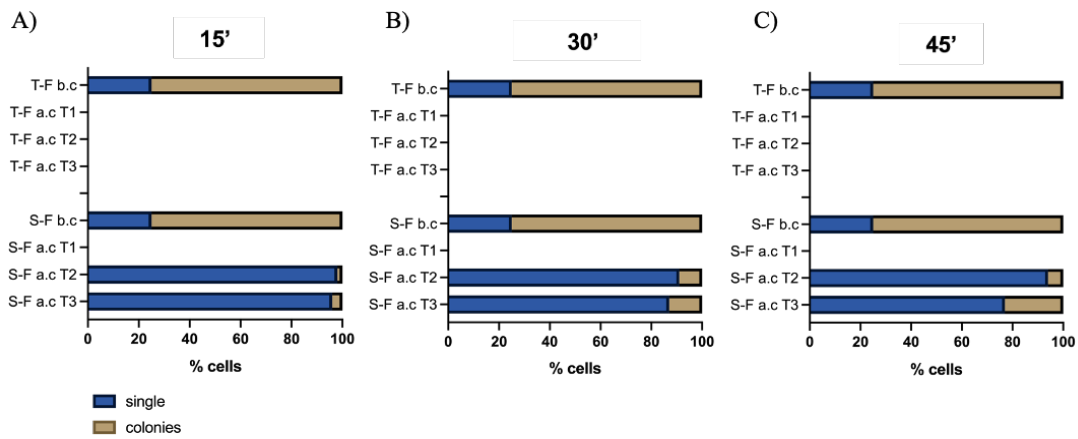 A)
15’
T-F b.c
T-F a.c T1
T-F a.c T2
T-F a.c T3
S-F b.c
S-F a.c T1
S-F a.c T2
S-F a.c T3
0 20 40 60 80 100
% cells
B)
30’
T-F b.c
T-F a.c T1
T-F a.c T2
T-F a.c T3
S-F b.c
S-F a.c T1
S-F a.c T2
S-F a.c T3
0 20 40 60 80 100
% cells
C)
45’
T-F b.c
T-F a.c T1
T-F a.c T2
T-F a.c T3
S-F b.c
S-F a.c T1
S-F a.c T2
S-F a.c T3
0 20 40 60 80 100
% cells
single
colonies